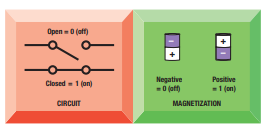 Open = 0 (off)
Closed = 1 (on)
CIRCUIT
–
+
+
–
Negative
= 0 (off)
Positive
= 1 (on)
MAGNETIZATION